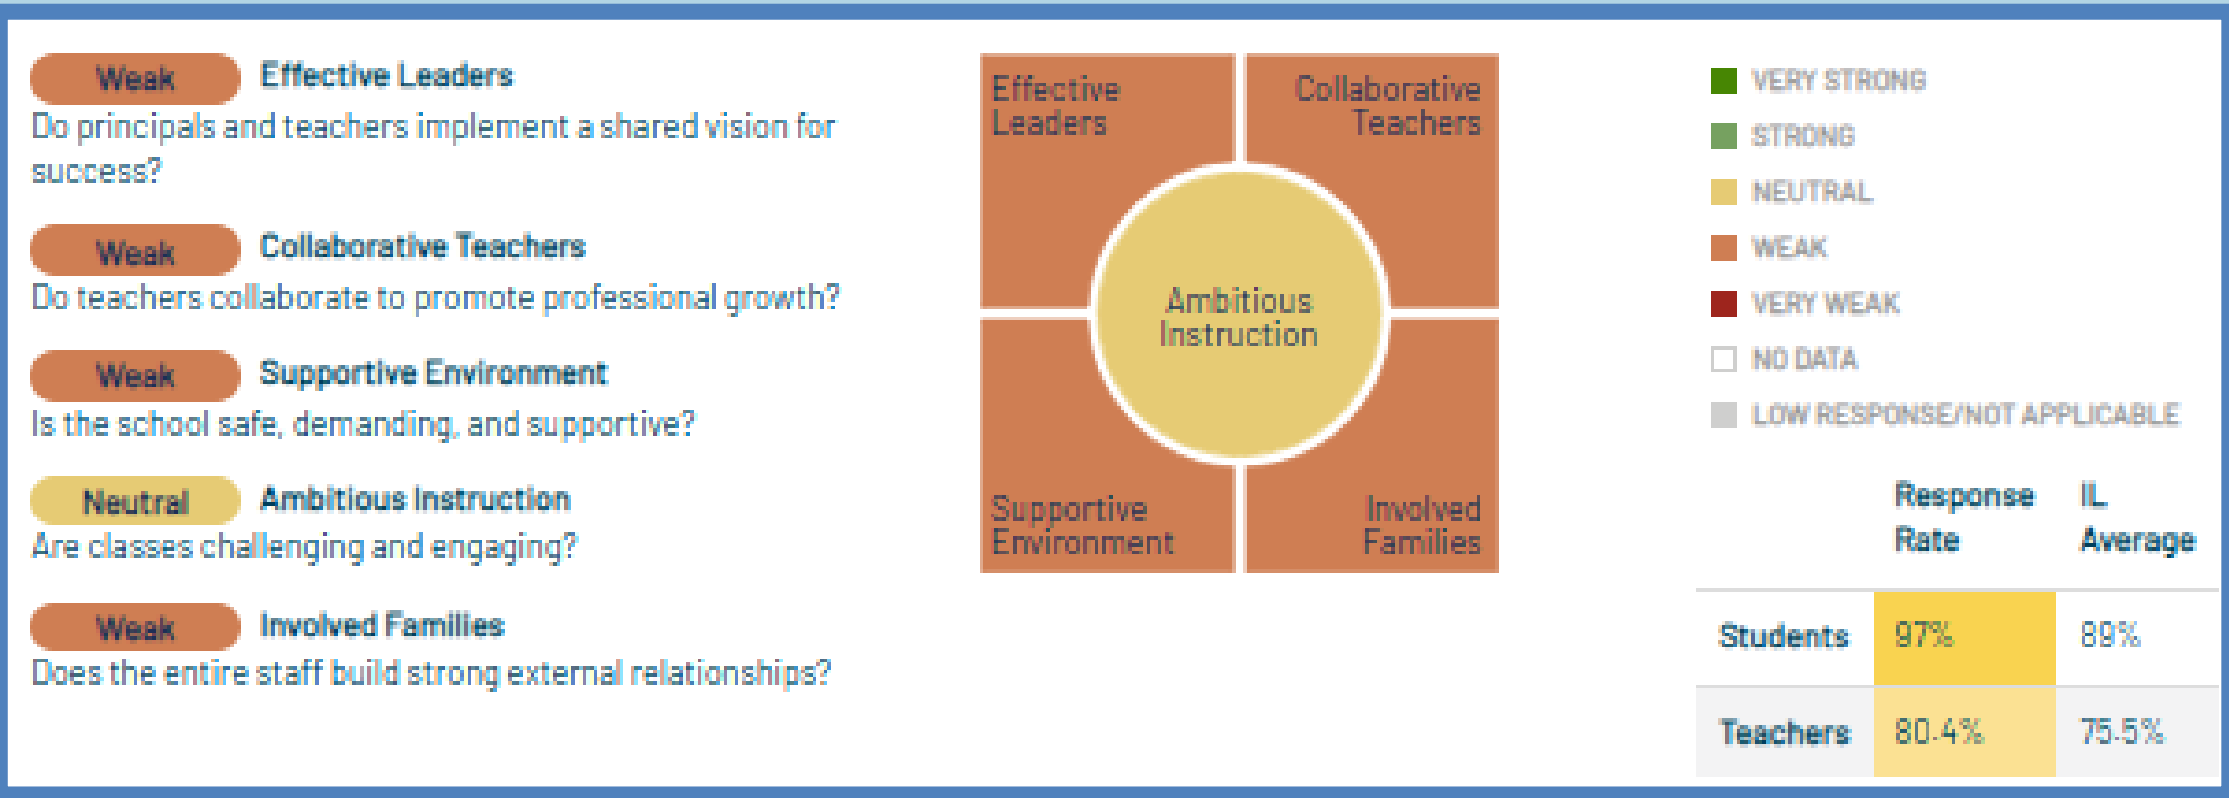 Weak Effective Leaders
Do principals and teachers implement a shared vision for
success?
Weak Collaborative Teachers
Do teachers collaborate to promote professional growth?
Weak Supportive Environment
Is the school safe, demanding, and supportive?
Neutral Ambitious Instruction
Are classes challenging and engaging?
Weak Involved Families
Does the entire staff build strong external relationships?
Effective
Leaders
Collaborative
Teachers
Ambitious
Instruction
Supportive
Environment
Involved
Families
VERY STRONG
STRONG
NEUTRAL
WEAK
VERY WEAK
NO DATA
LOW RESPONSE/NOT APPLICABLE
Response IL
Rate Average
Students 97% 89%
Teachers 80.4% 75.5%